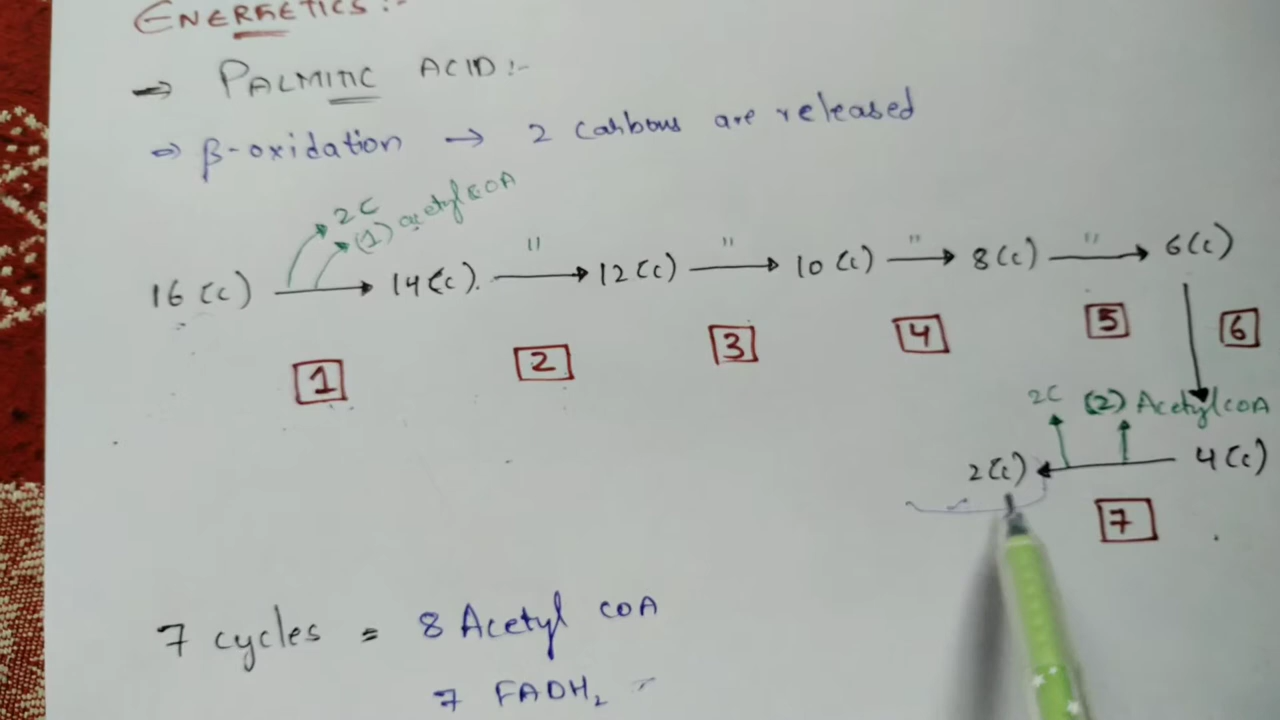 ENERGETICS:-
→ PALMITIC ACID:-
⇒ β-oxidation → 2 carbons are released
2C
(1) acetyl COA
16(C) → 14(C) →" 12(C) →" 10(C) →" 8(C) →" 6(C)
1 2 3 4 5 6
2C (2) Acetyl COA
2(C) ← 4(C)
7
7 cycles = 8 Acetyl COA
7 FADH₂